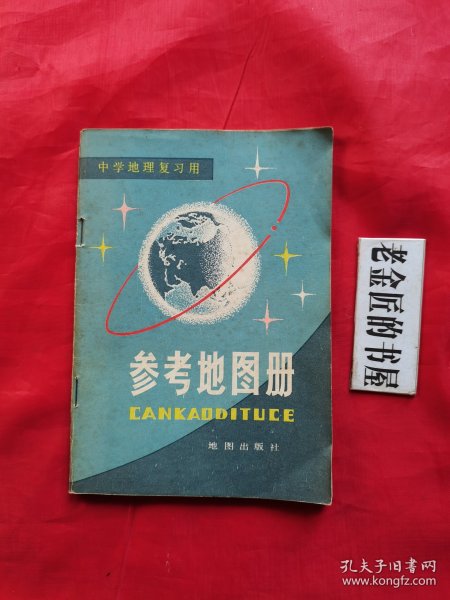 中学地理复习用
参考地图册
CANKAODITUCE
地图出版社
老金匠的书屋
孔夫子旧书网
www.kongfz.com